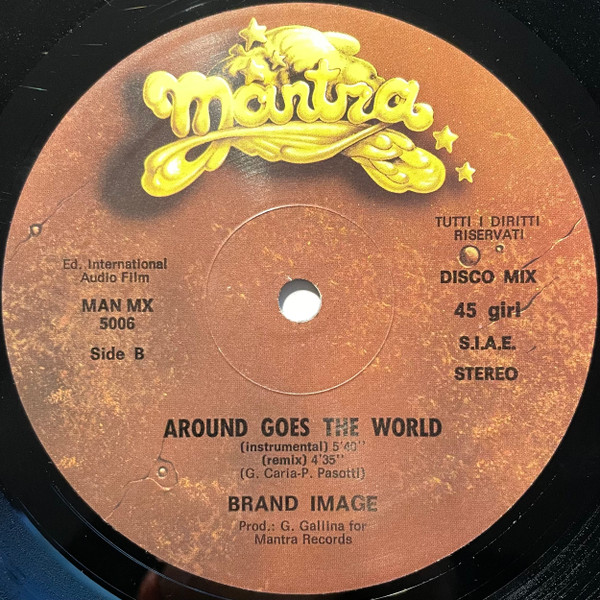 Mantra
TUTTI I DIRITTI
RISERVATI
Ed. International
Audio Film
MAN MX
5006
Side B
DISCO MIX
45 giri
S.I.A.E.
STEREO
AROUND GOES THE WORLD
(instrumental) 5'40"
(remix) 4'35"
(G. Caria-P. Pasotti)
BRAND IMAGE
Prod.: G. Gallina for
Mantra Records